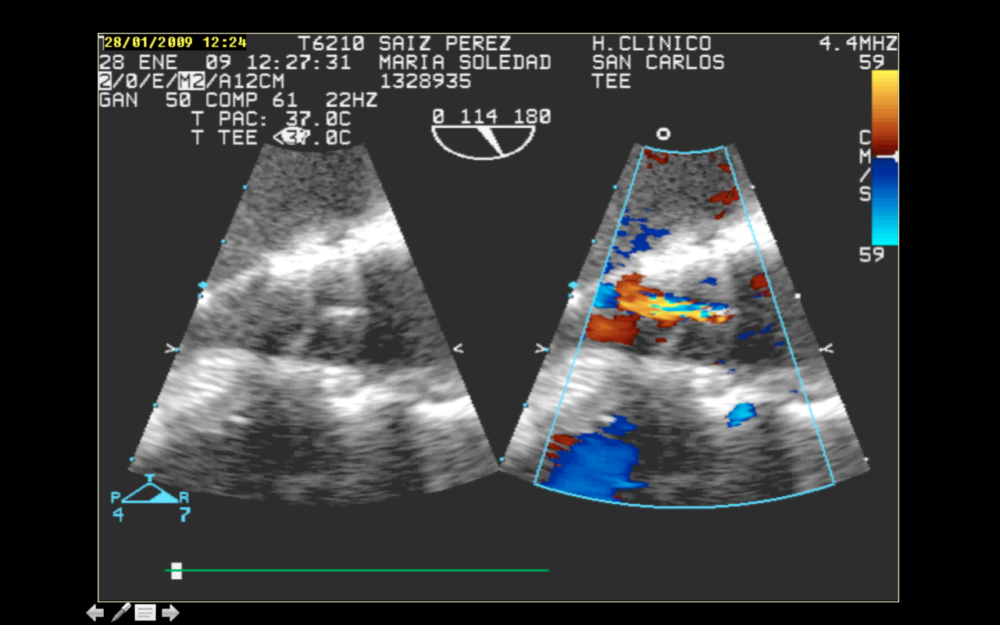 28/01/2009 12:24 T6210 SAIZ PEREZ H.CLINICO 4.4MHZ
28 ENE 09 12:27:31 MARIA SOLEDAD SAN CARLOS 59
2/0/E/M2/A12CM 1328935 TEE
GAN 50 COMP 61 22HZ
T PAC: 37.0C 0 114 180
T TEE <37.0C
CM/S
59
T
P R
4 7